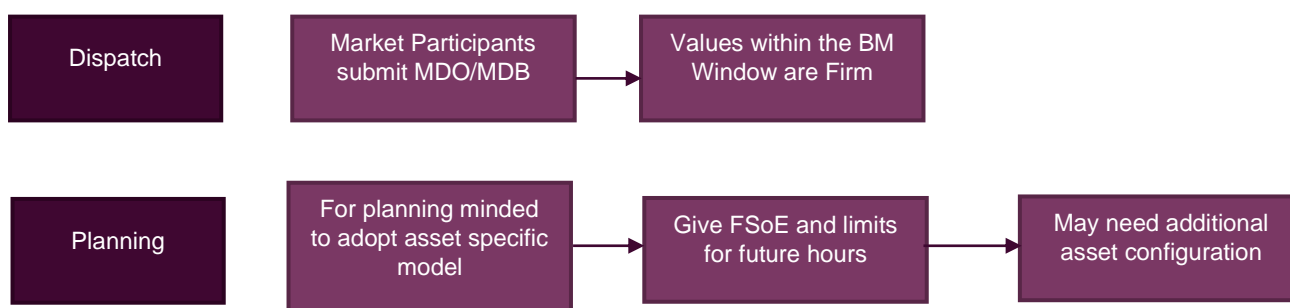 Dispatch
Market Participants
submit MDO/MDB
Values within the BM
Window are Firm
Planning
For planning minded
to adopt asset specific
model
Give FSoE and limits
for future hours
May need additional
asset configuration